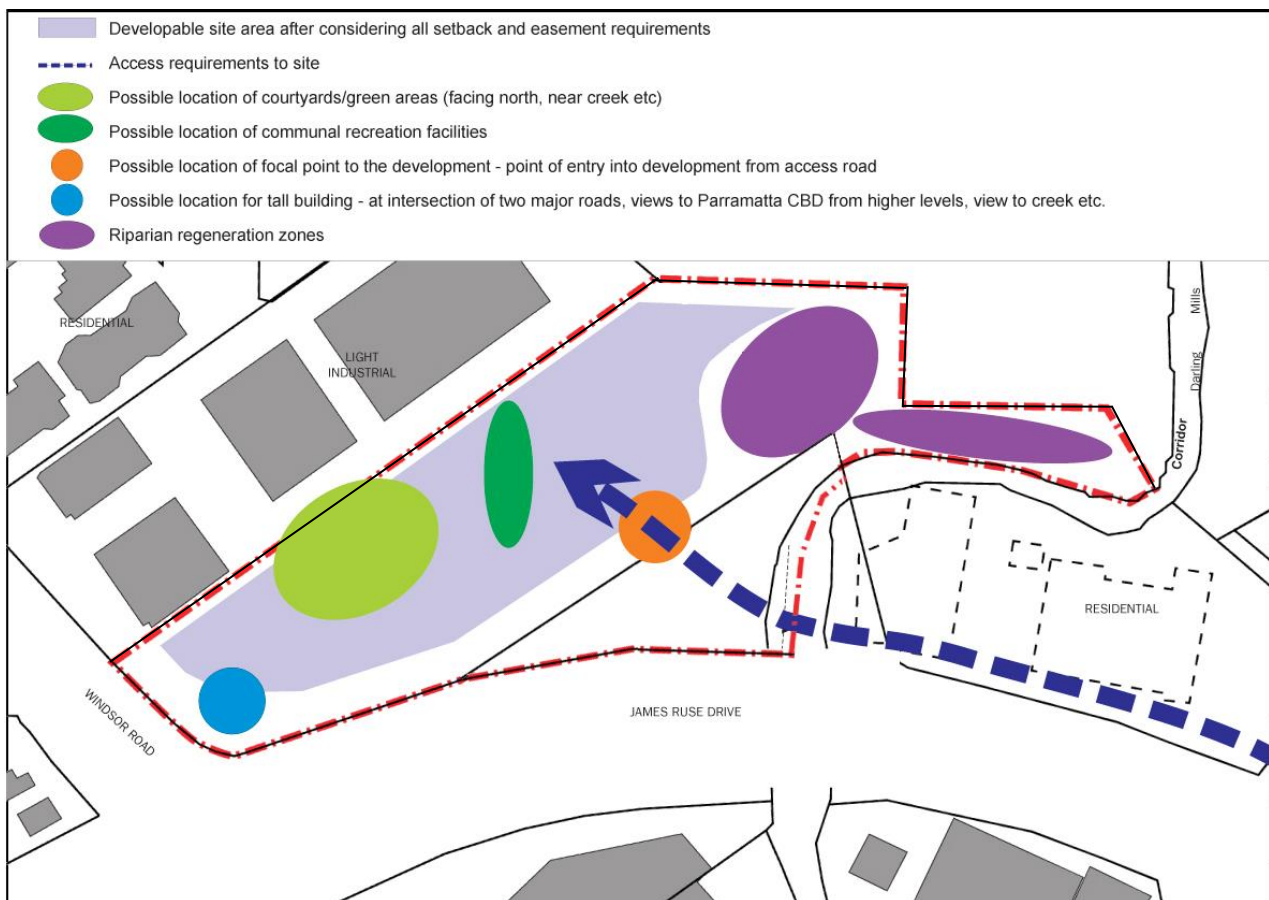 Developable site area after considering all setback and easement requirements
Access requirements to site
Possible location of courtyards/green areas (facing north, near creek etc)
Possible location of communal recreation facilities
Possible location of focal point to the development - point of entry into development from access road
Possible location for tall building - at intersection of two major roads, views to Parramatta CBD from higher levels, view to creek etc.
Riparian regeneration zones
RESIDENTIAL
LIGHT
INDUSTRIAL
Darling Mills
Corridor
RESIDENTIAL
WINDSOR ROAD
JAMES RUSE DRIVE